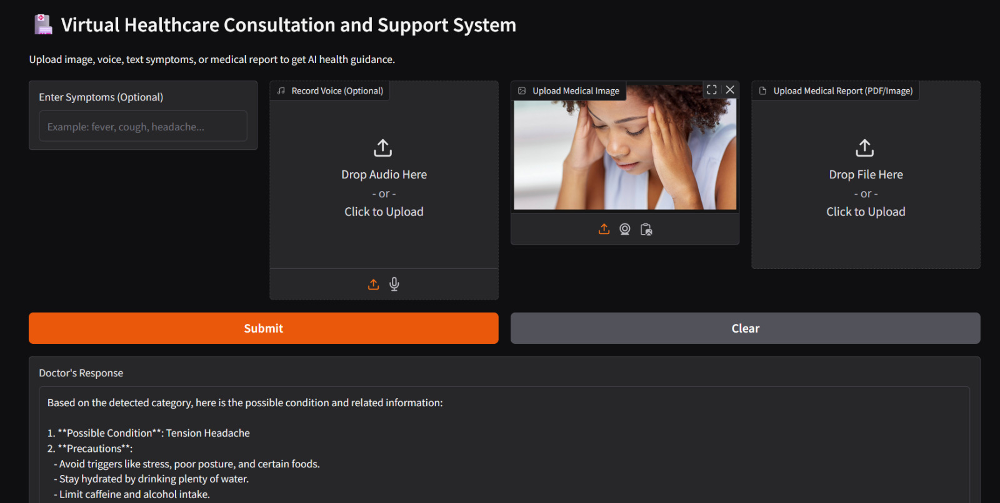 Virtual Healthcare Consultation and Support System
Upload image, voice, text symptoms, or medical report to get AI health guidance.
Enter Symptoms (Optional)
Example: fever, cough, headache...
Record Voice (Optional)
Drop Audio Here
- or -
Click to Upload
Upload Medical Image
Upload Medical Report (PDF/Image)
Drop File Here
- or -
Click to Upload
Submit
Clear
Doctor's Response
Based on the detected category, here is the possible condition and related information:
1. **Possible Condition**: Tension Headache
2. **Precautions**:
- Avoid triggers like stress, poor posture, and certain foods.
- Stay hydrated by drinking plenty of water.
- Limit caffeine and alcohol intake.